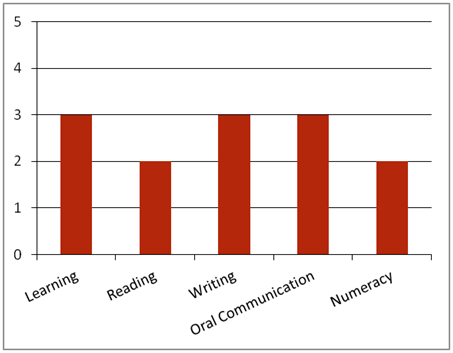 5
4
3
2
1
0
Learning
Reading
Writing
Oral Communication
Numeracy